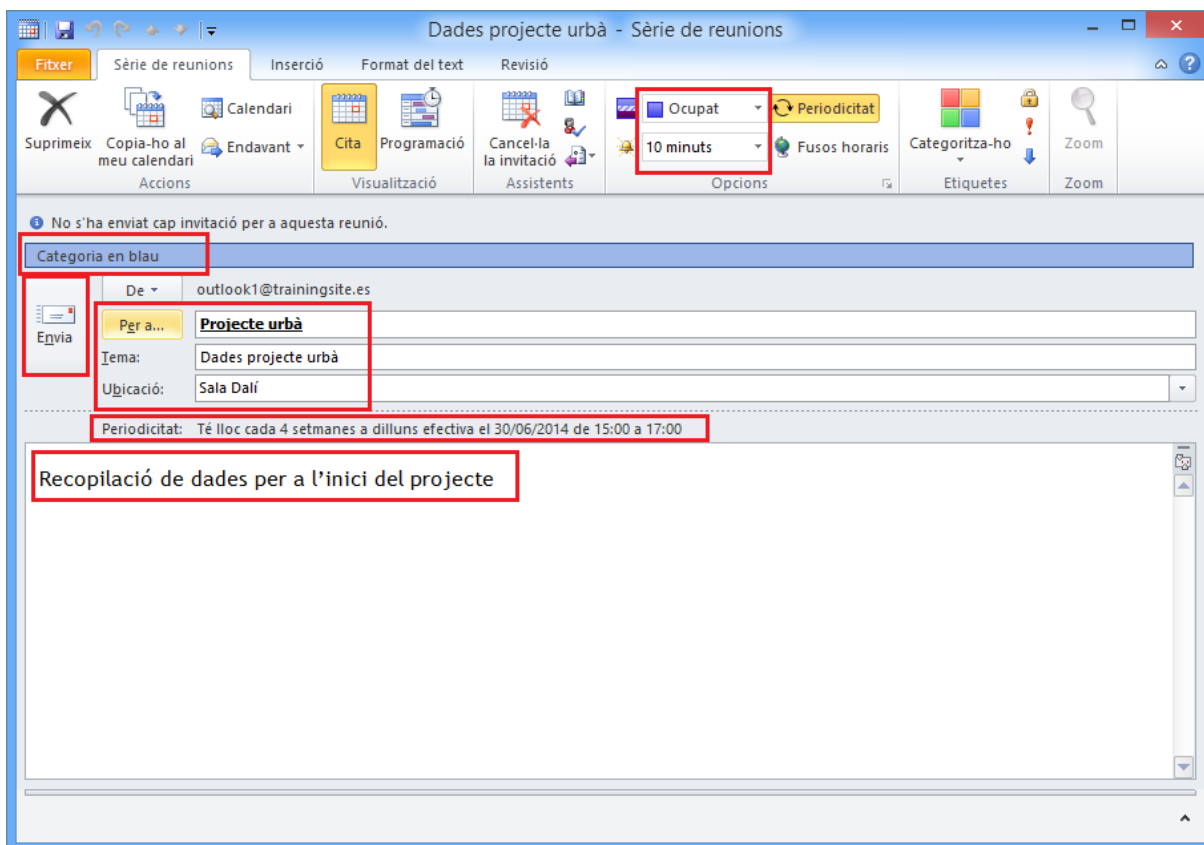 Dades projecte urbà - Sèrie de reunions
Fitxer Sèrie de reunions Inserció Format del text Revisió
Suprimeix
Copia-ho al meu calendari
Calendari
Endavant
Accions
Cita
Programació
Visualització
Cancel·la la invitació
Assistents
Ocupat
10 minuts
Periodicitat
Fusos horaris
Opcions
Categoritza-ho
Etiquetes
Zoom
Zoom
No s'ha enviat cap invitació per a aquesta reunió.
Categoria en blau
Envia
De outlook1@trainingsite.es
Per a... Projecte urbà
Tema: Dades projecte urbà
Ubicació: Sala Dalí
Periodicitat: Té lloc cada 4 setmanes a dilluns efectiva el 30/06/2014 de 15:00 a 17:00
Recopilació de dades per a l’inici del projecte